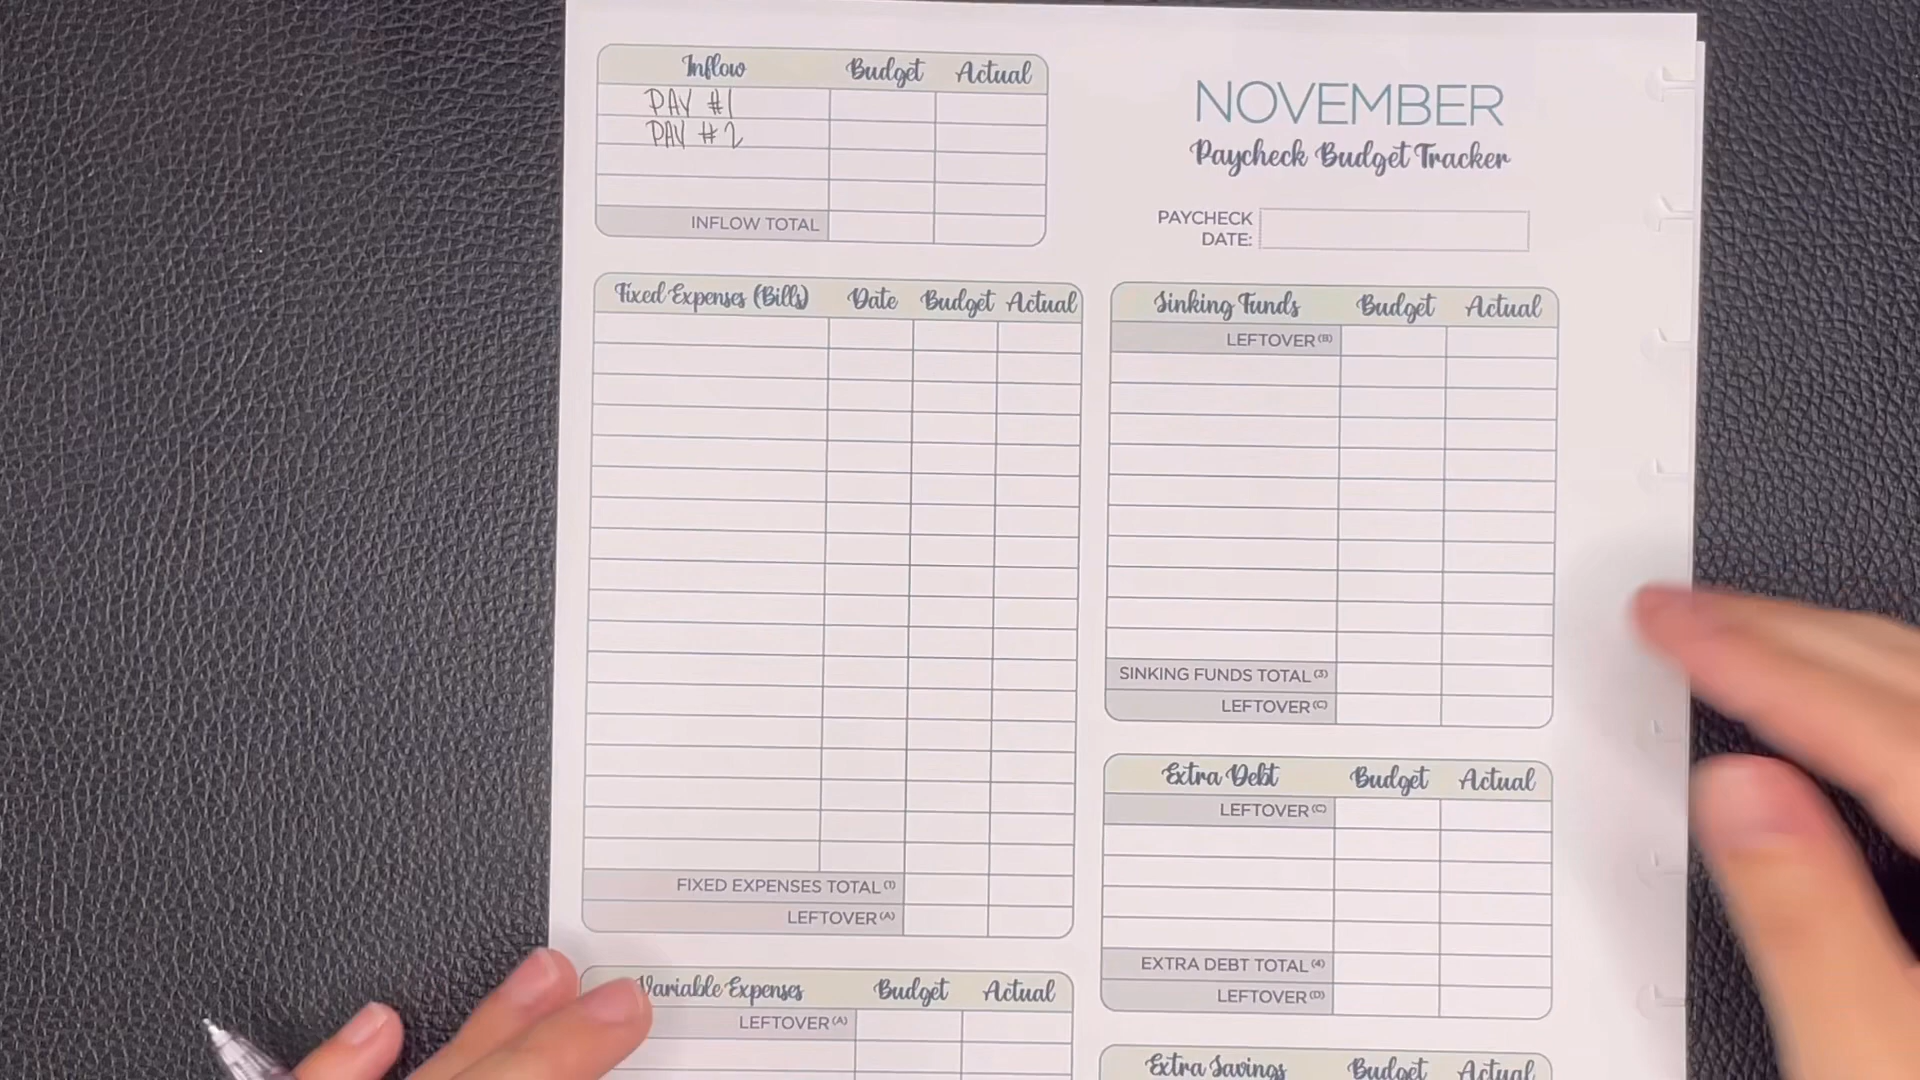 Inflow Budget Actual
PAY #1
PAY #2
INFLOW TOTAL
NOVEMBER
Paycheck Budget Tracker
PAYCHECK
DATE:
Fixed Expenses (Bills) Date Budget Actual
FIXED EXPENSES TOTAL (1)
LEFTOVER (A)
Variable Expenses Budget Actual
LEFTOVER (A)
Sinking Funds Budget Actual
LEFTOVER (B)
SINKING FUNDS TOTAL (3)
LEFTOVER (C)
Extra Debt Budget Actual
LEFTOVER (C)
EXTRA DEBT TOTAL (4)
LEFTOVER (D)
Extra Savings Budget Actual